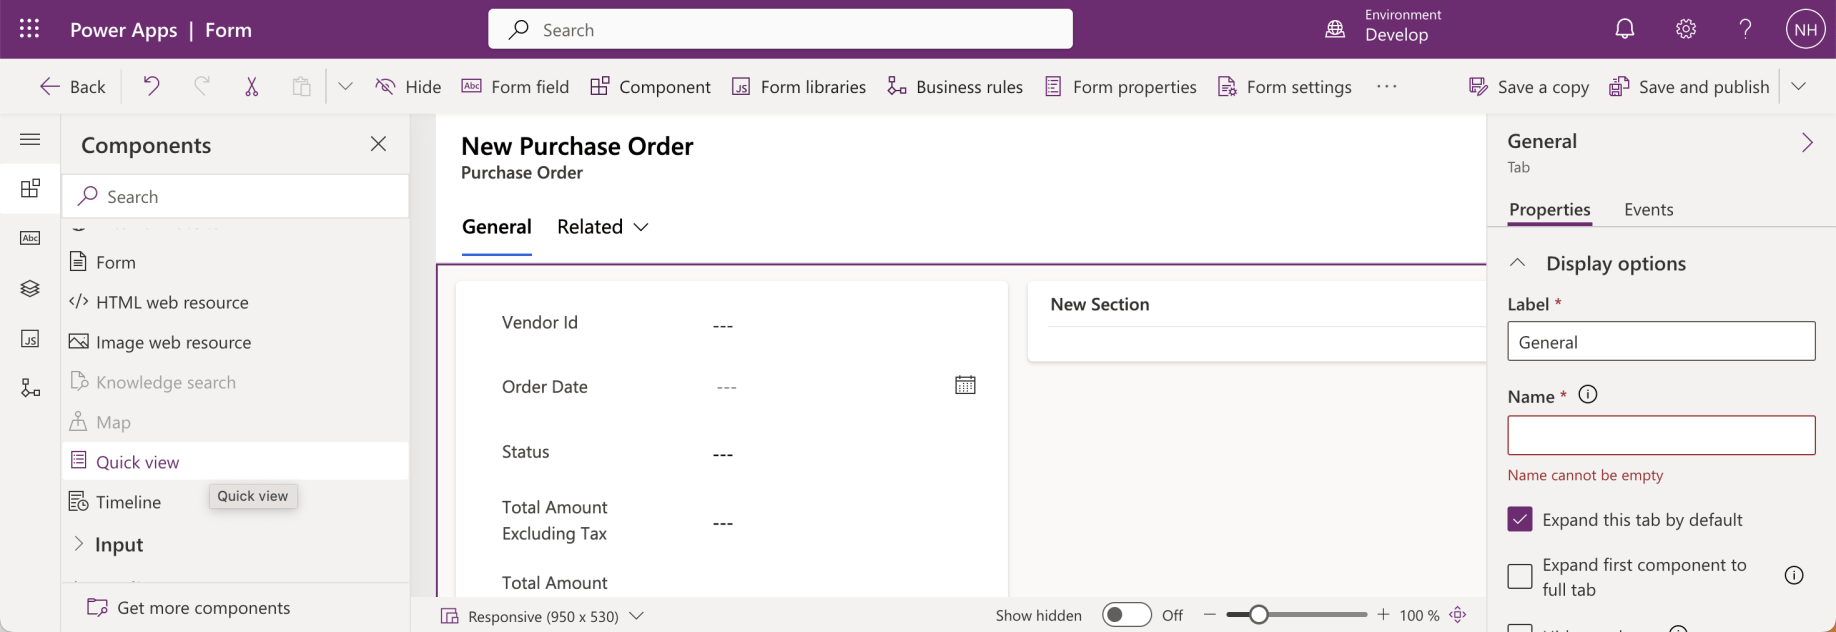 Power Apps | Form
Search
Environment
Develop
NH
Back
Hide
Abc Form field
Component
JS Form libraries
Business rules
Form properties
Form settings
Save a copy
Save and publish
Components
Search
Abc
JS
Form
HTML web resource
Image web resource
Knowledge search
Map
Quick view
Quick view
Timeline
Input
Get more components
New Purchase Order
Purchase Order
General
Related
Vendor Id
---
Order Date
---
Status
---
Total Amount
Excluding Tax
---
Total Amount
New Section
Responsive (950 x 530)
Show hidden
Off
100 %
General
Tab
Properties
Events
Display options
Label *
General
Name *
Name cannot be empty
Expand this tab by default
Expand first component to
full tab